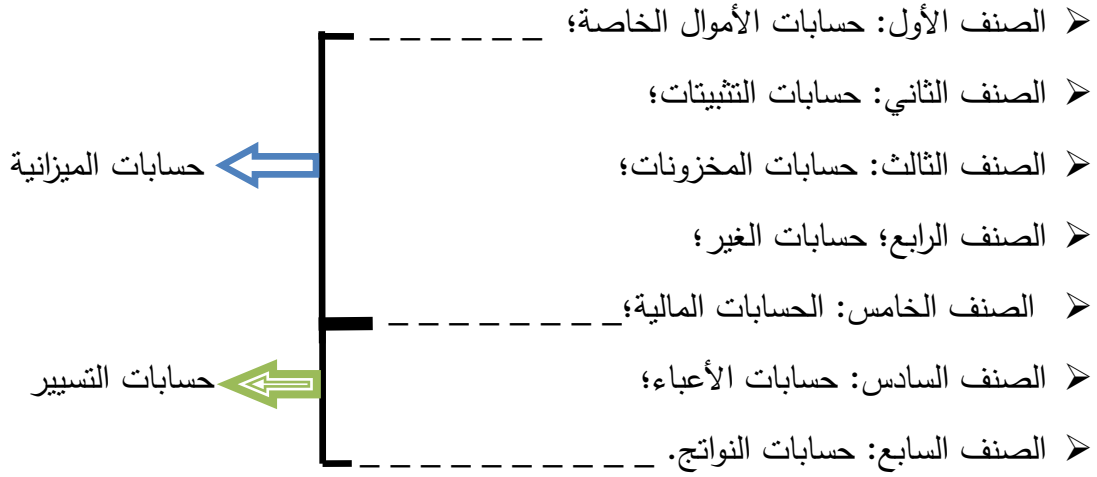 ➢ الصنف الأول: حسابات الأموال الخاصة؛
➢ الصنف الثاني: حسابات التثبيتات؛
➢ الصنف الثالث: حسابات المخزونات؛
حسابات الميزانية
➢ الصنف الرابع؛ حسابات الغير؛
➢ الصنف الخامس: الحسابات المالية؛
➢ الصنف السادس: حسابات الأعباء؛
حسابات التسيير
➢ الصنف السابع: حسابات النواتج.